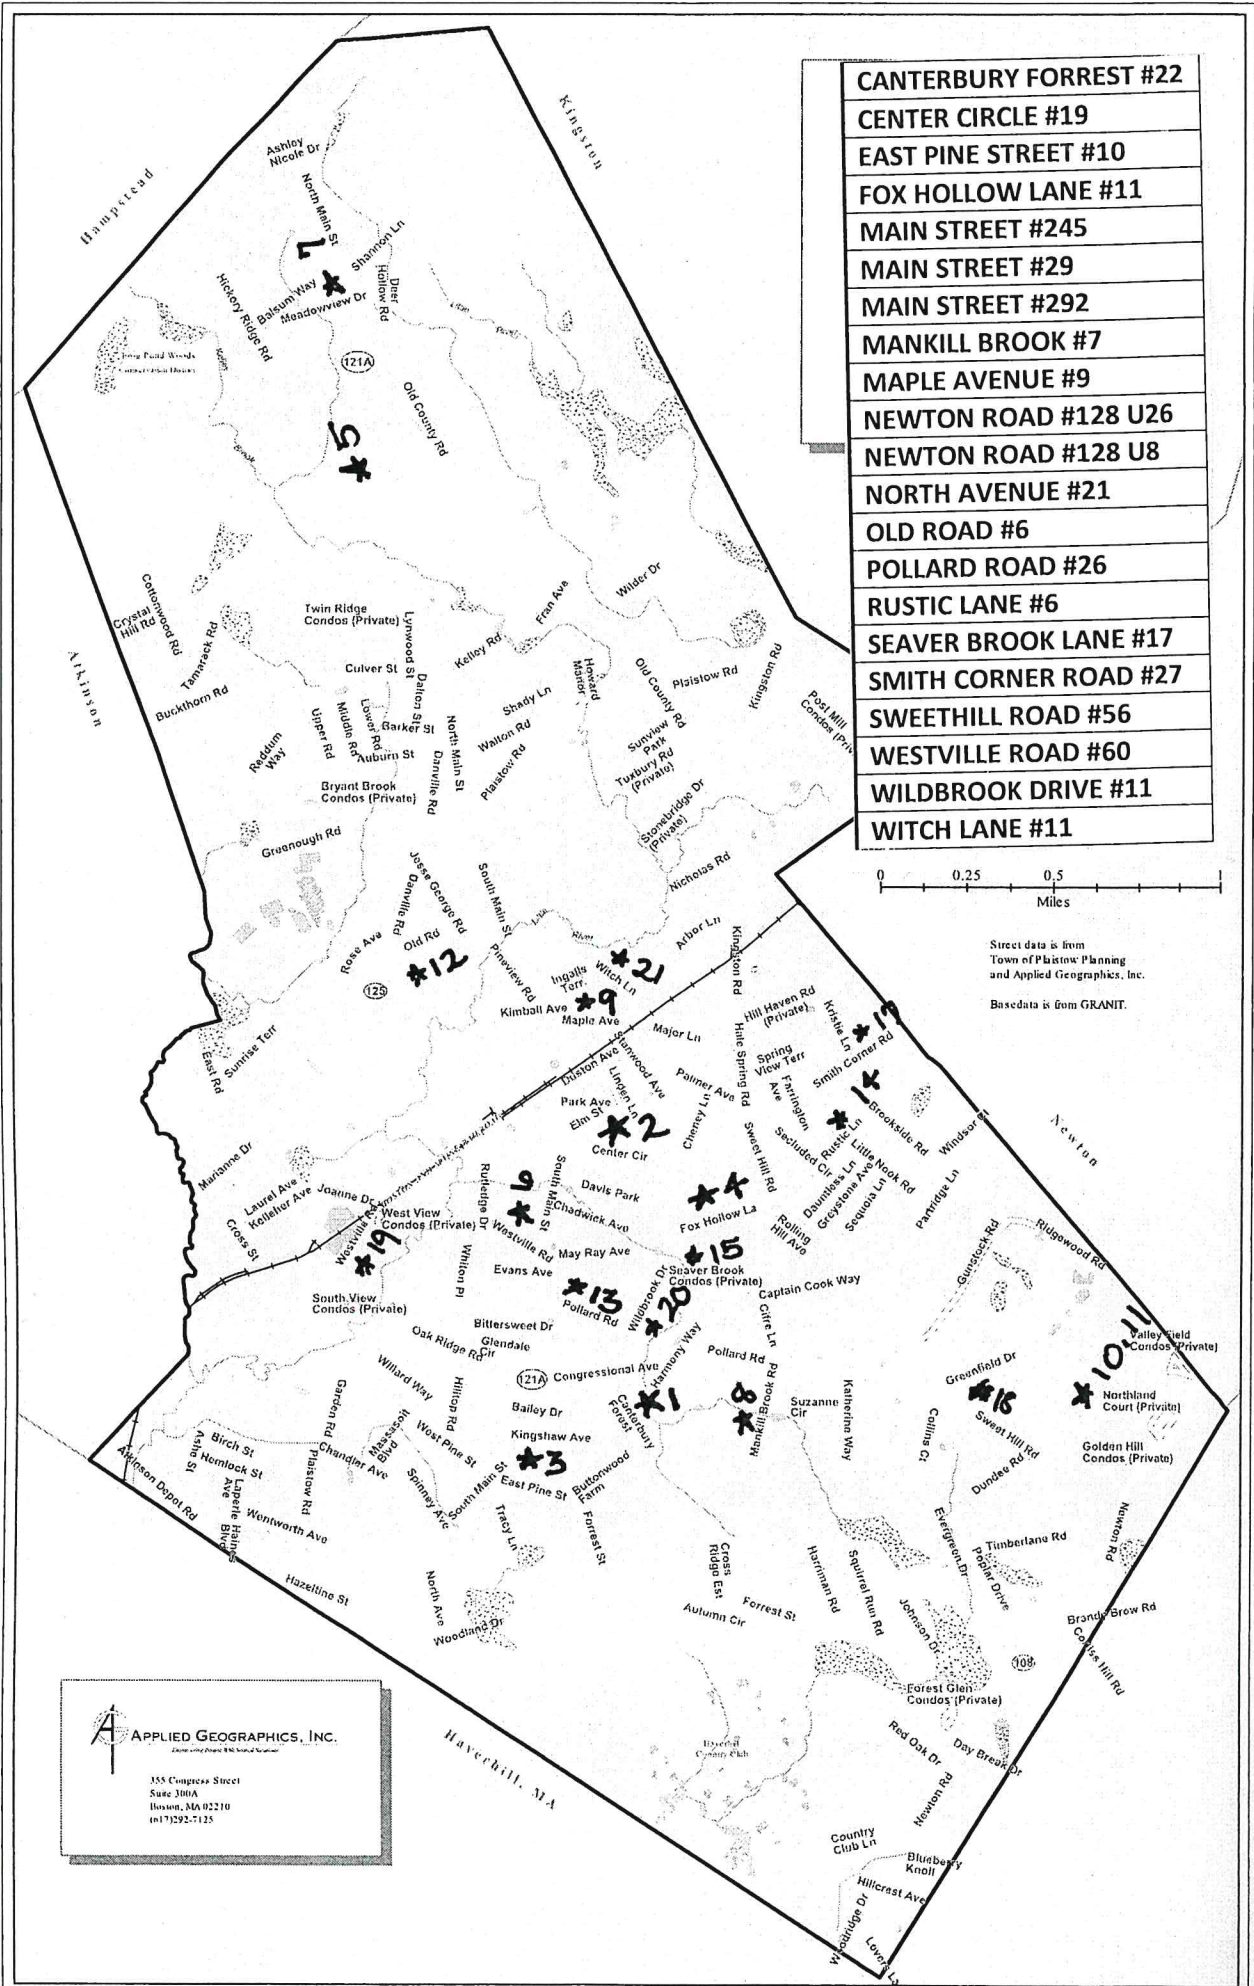 CANTERBURY FORREST #22
CENTER CIRCLE #19
EAST PINE STREET #10
FOX HOLLOW LANE #11
MAIN STREET #245
MAIN STREET #29
MAIN STREET #292
MANKILL BROOK #7
MAPLE AVENUE #9
NEWTON ROAD #128 U26
NEWTON ROAD #128 U8
NORTH AVENUE #21
OLD ROAD #6
POLLARD ROAD #26
RUSTIC LANE #6
SEAVER BROOK LANE #17
SMITH CORNER ROAD #27
SWEETHILL ROAD #56
WESTVILLE ROAD #60
WILDBROOK DRIVE #11
WITCH LANE #11
0 0.25 0.5 1
Miles
Street data is from
Town of Plaistow Planning
and Applied Geographics, Inc.
Basedata is from GRANIT.
Kingston
Hampstead
Ashley
Nicole Dr
North Main St
Shannon Ln
Deer
Hollow Rd
Balsum Way
Meadowview Dr
Hickory Ridge Rd
121A
Old County Rd
5
Atkinson
Crystal
Hill Rd
Cottonwood Rd
Tamarack Rd
Buckthorn Rd
Twin Ridge
Condos (Private)
Lynwood St
Culver St
Dalton St
Kelley Rd
Fran Ave
Wilder Dr
Howard
Manor
Old County Rd
Plaistow Rd
Kingston Rd
Post Mill
Condos (Priv
Shady Ln
Walton Rd
Plaistow Rd
North Main St
Upper Rd
Middle Rd
Lower Rd
Barker St
Auburn St
Danville Rd
Reddum
Way
Bryant Brook
Condos (Private)
Sunview
Park
Tuxbury Rd
(Private)
Stonebridge Dr
(Private)
Nicholas Rd
Greenough Rd
Jesse George Rd
Danville Rd
South Main St
Rose Ave
Old Rd
12
125
Pineview Rd
River
Arbor Ln
Kingston Rd
Ingalls
Terr.
Witch Ln
21
Kimball Ave
9
Maple Ave
Major Ln
Hill Haven Rd
(Private)
Kristie Ln
Smith Corner Rd
Hale Spring Rd
Spring
View Terr
Farrington
Ave
East Rd
Sunrise Terr
Duston Ave
Stanwood Ave
Linden Ln
Park Ave
Elm St
2
Center Cir
Palmer Ave
Cheney Ln
Sweet Hill Rd
Secluded Cir
Rustic Ln
Brookside Rd
Little Nook Rd
Windsor
Newton
Dauntless Ln
Greystone Ave
Sequoia Ln
Partridge Ln
Marianne Dr
Laurel Ave
Kelleher Ave
Joanne Dr
Cross St
Westville Rd
West View
Condos (Private)
19
South View
Condos (Private)
Rutledge Dr
South Main St
Davis Park
Chadwick Ave
4
Fox Hollow La
Rolling
Hill Ave
Westville Rd
Whiton Pl
May Ray Ave
Evans Ave
13
Pollard Rd
15
Seaver Brook
Condos (Private)
Wildbrook Dr
20
Captain Cook Way
Cifre Ln
Gunstock Rd
Ridgewood Rd
Bittersweet Dr
Oak Ridge Rd
Glendale
Cir
121A
Congressional Ave
Harmony Way
Pollard Rd
Willard Way
Hilltop Rd
Bailey Dr
Canterbury
Forest
1
8
Mankill Brook Rd
Suzanne
Cir
Katherine Way
Greenfield Dr
18
Sweet Hill Rd
10,11
Valley Field
Condos (Private)
Northland
Court (Private)
Golden Hill
Condos (Private)
Collins Ct
Dundee Rd
Garden Rd
Massasoit
Blvd
West Pine St
Kingshaw Ave
3
East Pine St
Buttonwood
Farm
Birch St
Ashe St
Hemlock St
Chandler Ave
Plaistow Rd
Spinney Ave
South Main St
Tracy Ln
Forrest St
Atkinson Depot Rd
Laperle
Ave
Wentworth Ave
Hazeltine St
North Ave
Woodland Dr
Cross
Ridge Est
Autumn Cir
Forrest St
Harriman Rd
Squirrel Run Rd
Johnson Dr
Evergreen Dr
Poplar Drive
Timberlane Rd
Newton Rd
Brandy Brow Rd
Corliss Hill Rd
108
Forest Glen
Condos (Private)
Red Oak Dr
Day Break Dr
Newton Rd
Haverhill
Country Club
Country
Club Ln
Blueberry
Knoll
Hillcrest Ave
Woodridge Dr
Haverhill, MA
APPLIED GEOGRAPHICS, INC.
355 Congress Street
Suite 300A
Boston, MA 02210
(617)292-7125